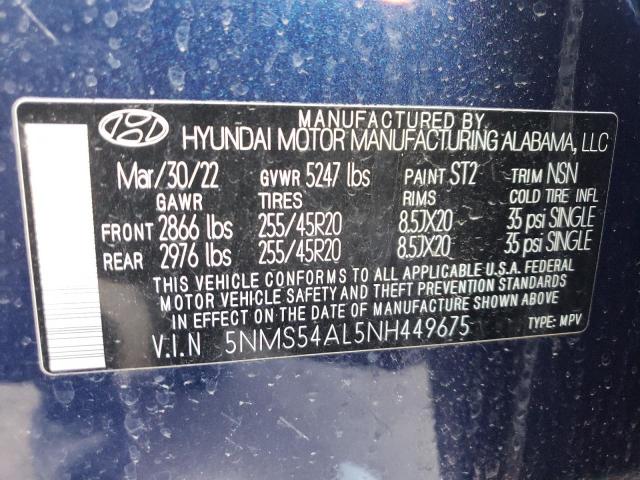 MANUFACTURED BY
HYUNDAI MOTOR MANUFACTURING ALABAMA, LLC
Mar/30/22 GVWR 5247 lbs PAINT ST2 TRIM NSN
GAWR TIRES RIMS COLD TIRE INFL
FRONT 2866 lbs 255/45R20 8.5JX20 35 psi SINGLE
REAR 2976 lbs 255/45R20 8.5JX20 35 psi SINGLE
THIS VEHICLE CONFORMS TO ALL APPLICABLE U.S.A. FEDERAL
MOTOR VEHICLE SAFETY AND THEFT PREVENTION STANDARDS
IN EFFECT ON THE DATE OF MANUFACTURE SHOWN ABOVE.
V.I.N 5NMS54AL5NH449675 TYPE: MPV